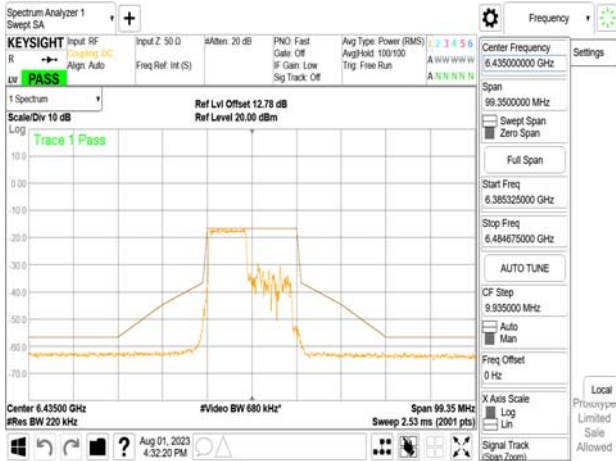 Spectrum Analyzer 1
Swept SA
Frequency
KEYSIGHT
Input: RF
Coupling: DC
Align: Auto
Input Z: 50 Ω
Freq Ref: Int (S)
#Atten: 20 dB
PNO: Fast
Gate: Off
IF Gain: Low
Sig Track: Off
Avg Type: Power (RMS)
Avg|Hold: 100/100
Trig: Free Run
1 2 3 4 5 6
A W W W W W
A N N N N N
R
LVI
PASS
1 Spectrum
Scale/Div 10 dB
Ref Lvl Offset 12.78 dB
Ref Level 20.00 dBm
Log
Trace 1 Pass
10.0
0.00
-10.0
-20.0
-30.0
-40.0
-50.0
-60.0
-70.0
Center 6.43500 GHz
#Res BW 220 kHz
#Video BW 680 kHz*
Span 99.35 MHz
Sweep 2.53 ms (2001 pts)
Aug 01, 2023
4:32:20 PM
Center Frequency
6.435000000 GHz
Settings
Span
99.3500000 MHz
Swept Span
Zero Span
Full Span
Start Freq
6.385325000 GHz
Stop Freq
6.484675000 GHz
AUTO TUNE
CF Step
9.935000 MHz
Auto
Man
Freq Offset
0 Hz
X Axis Scale
Log
Lin
Signal Track
(Span Zoom)
Local
Prototype
Limited
Sale
Allowed